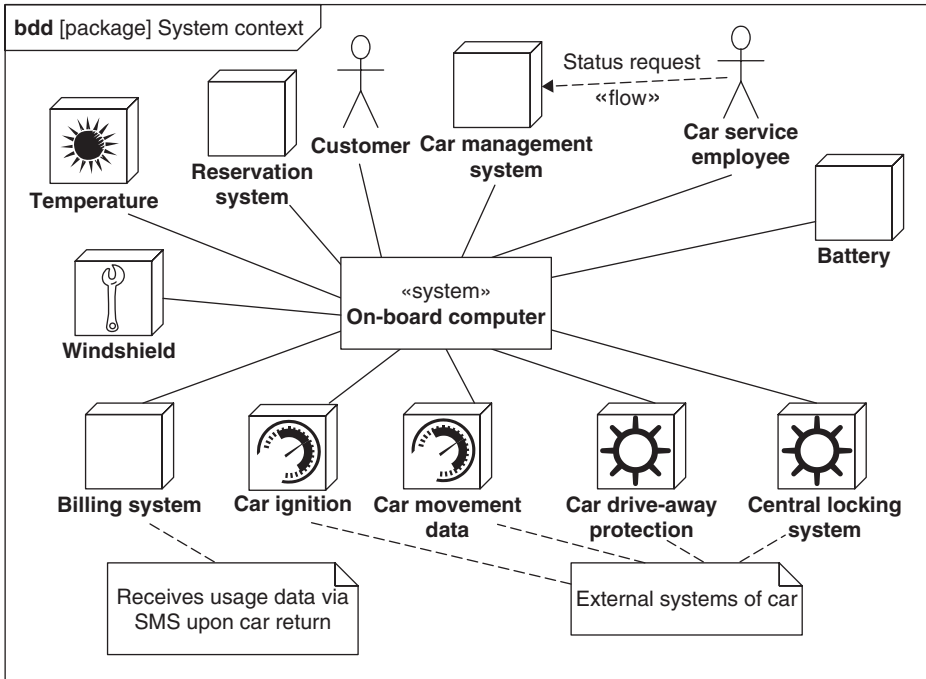 bdd [package] System context
Status request
«flow»
Customer
Car management
system
Car service
employee
Reservation
system
Temperature
Battery
«system»
On-board computer
Windshield
Billing system
Car ignition
Car movement
data
Car drive-away
protection
Central locking
system
Receives usage data via
SMS upon car return
External systems of car